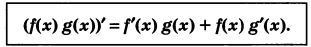 (f(x) g(x))′ = f′(x) g(x) + f(x) g′(x).